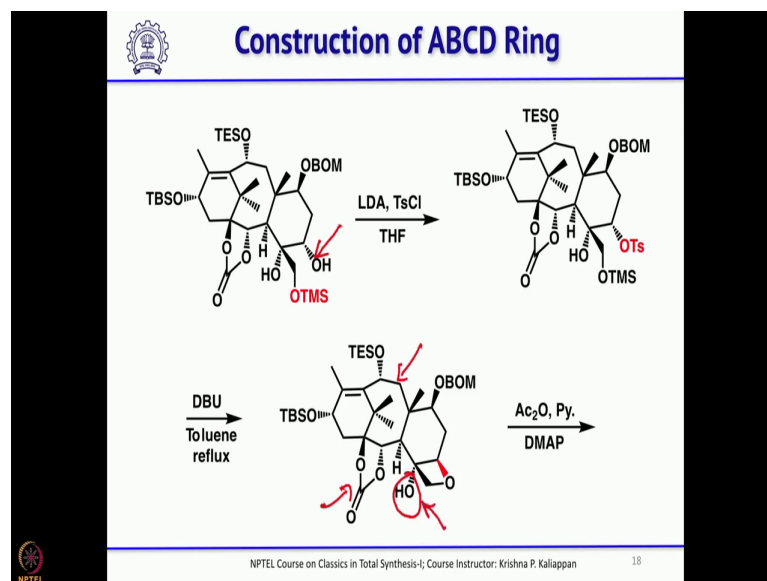 Construction of ABCD Ring
TESO
OBOM
TBSO
H
OH
HO
O
O
O
OTMS
LDA, TsCl
THF
TESO
OBOM
TBSO
H
OTs
HO
O
O
O
OTMS
DBU
Toluene
reflux
TESO
OBOM
TBSO
H
HO
O
O
O
O
Ac₂O, Py.
DMAP
NPTEL
NPTEL Course on Classics in Total Synthesis-I; Course Instructor: Krishna P. Kaliappan
18